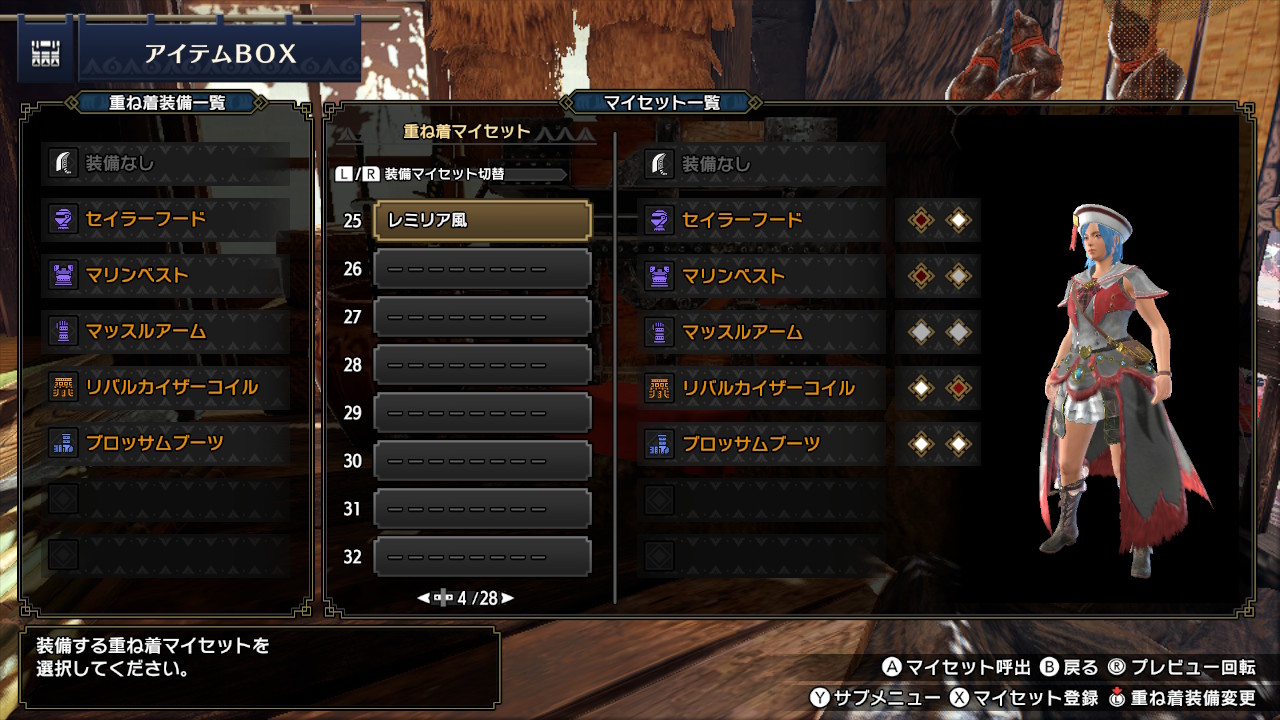 アイテムBOX
重ね着装備一覧
装備なし
セイラーフード
マリンベスト
マッスルアーム
リバルカイザーコイル
ブロッサムブーツ
マイセット一覧
重ね着マイセット
L/R 装備マイセット切替
25 レミリア風
26 ――――――――
27 ――――――――
28 ――――――――
29 ――――――――
30 ――――――――
31 ――――――――
32 ――――――――
4/28
装備なし
セイラーフード
マリンベスト
マッスルアーム
リバルカイザーコイル
ブロッサムブーツ
装備する重ね着マイセットを
選択してください。
Aマイセット呼出 B戻る Rプレビュー回転
Yサブメニュー Xマイセット登録 L重ね着装備変更